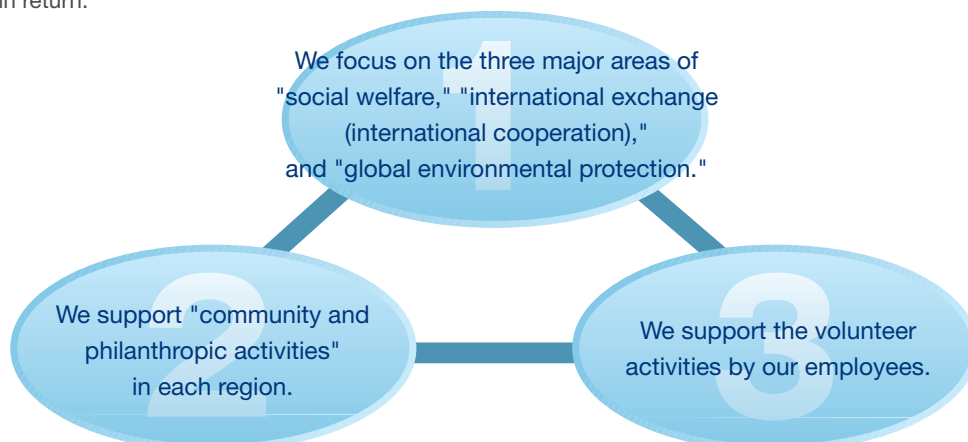 in return.
1
We focus on the three major areas of
"social welfare," "international exchange
(international cooperation),"
and "global environmental protection."
2
We support "community and
philanthropic activities"
in each region.
3
We support the volunteer
activities by our employees.